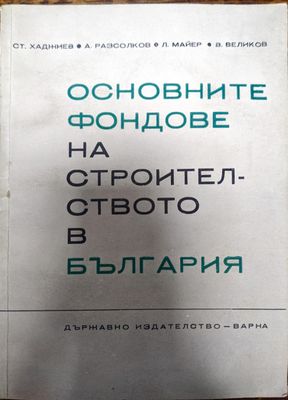 СТ. ХАДЖИЕВ • А. РАЗСОЛКОВ • Л. МАЙЕР • В. ВЕЛИКОВ
ОСНОВНИТЕ
ФОНДОВЕ
НА
СТРОИТЕЛ-
СТВОТО
В
БЪЛГАРИЯ
ДЪРЖАВНО ИЗДАТЕЛСТВО — ВАРНА